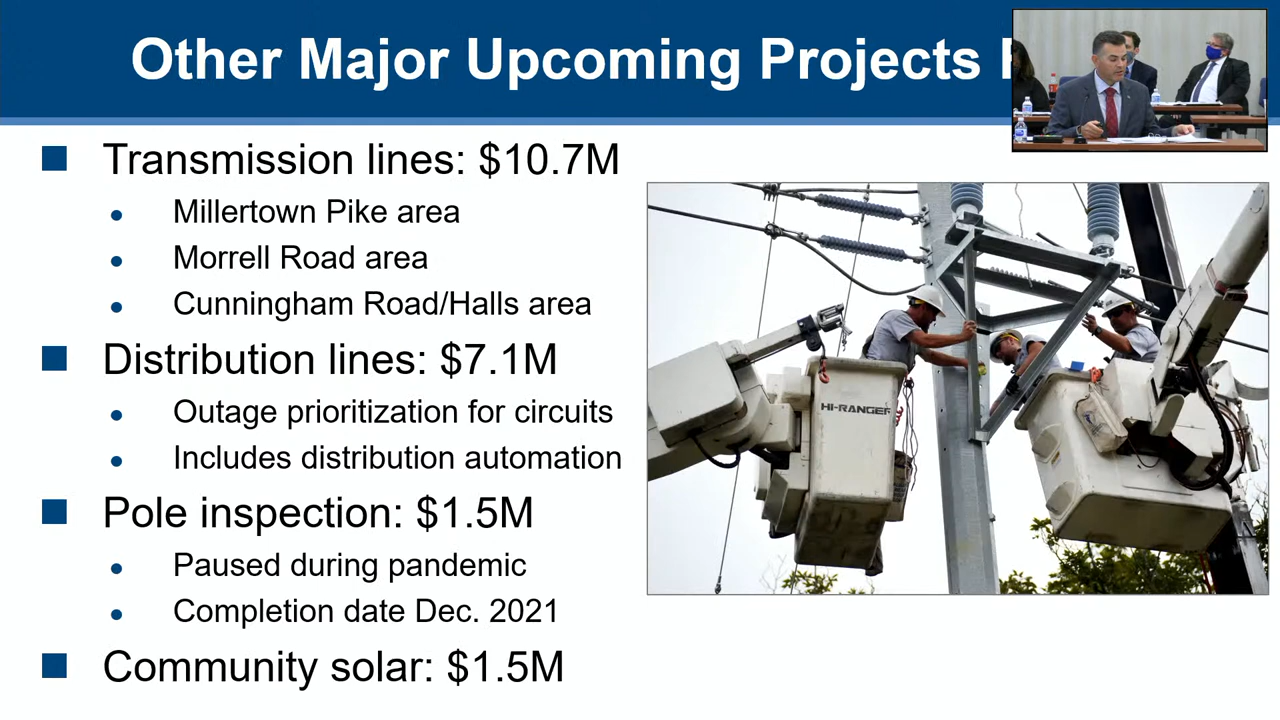 Other Major Upcoming Projects
Transmission lines: $10.7M
Millertown Pike area
Morrell Road area
Cunningham Road/Halls area
Distribution lines: $7.1M
Outage prioritization for circuits
Includes distribution automation
Pole inspection: $1.5M
Paused during pandemic
Completion date Dec. 2021
Community solar: $1.5M
HI-RANGER